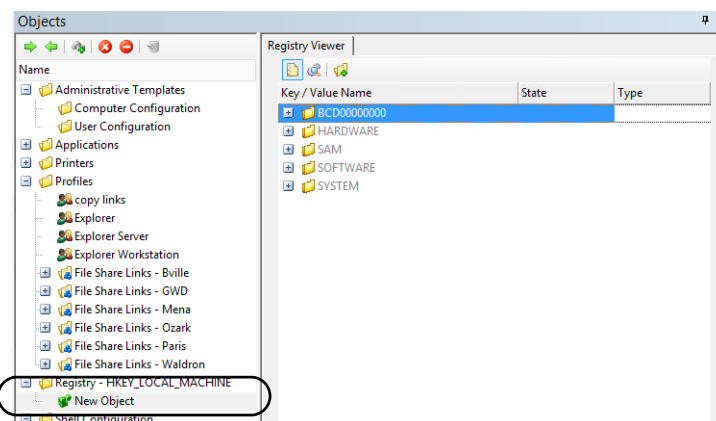 Objects
Name
Administrative Templates
Computer Configuration
User Configuration
Applications
Printers
Profiles
copy links
Explorer
Explorer Server
Explorer Workstation
File Share Links - Bville
File Share Links - GWD
File Share Links - Mena
File Share Links - Ozark
File Share Links - Paris
File Share Links - Waldron
Registry - HKEY_LOCAL_MACHINE
New Object
Shell Configuration
Registry Viewer
Key / Value Name State Type
BCD00000000
HARDWARE
SAM
SOFTWARE
SYSTEM